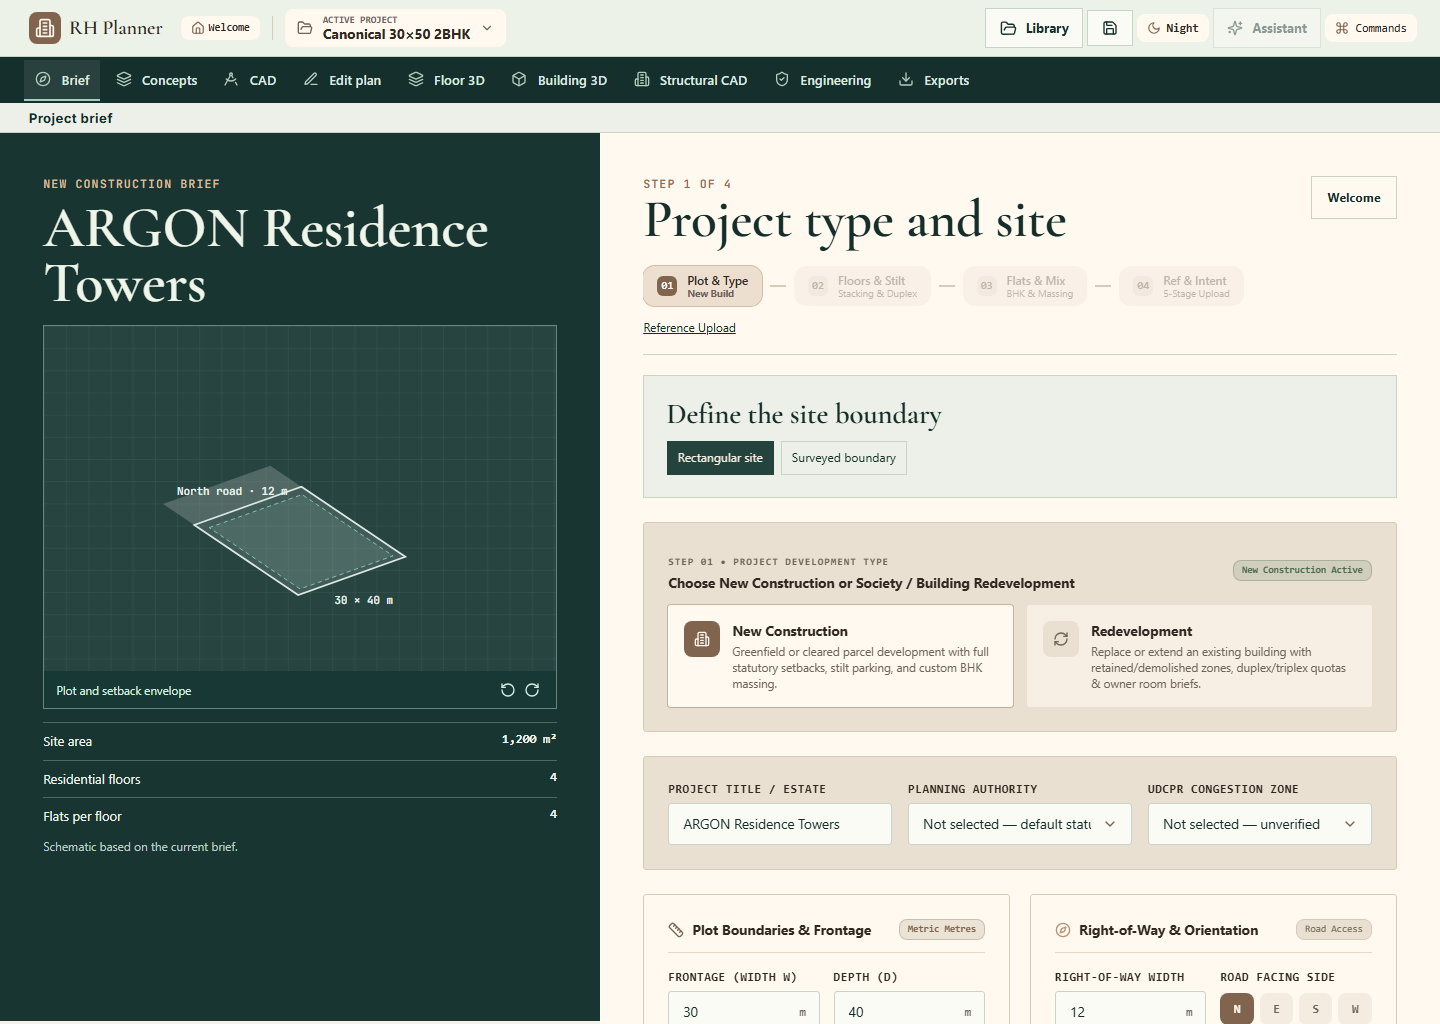 RH Planner
Welcome
ACTIVE PROJECT
Canonical 30×50 2BHK
Library
Night
Assistant
Commands
Brief
Concepts
CAD
Edit plan
Floor 3D
Building 3D
Structural CAD
Engineering
Exports
Project brief
NEW CONSTRUCTION BRIEF
ARGON Residence
Towers
North road · 12 m
30 × 40 m
Plot and setback envelope
Site area
1,200 m²
Residential floors
4
Flats per floor
4
Schematic based on the current brief.
STEP 1 OF 4
Project type and site
Welcome
01
Plot & Type
New Build
02
Floors & Stilt
Stacking & Duplex
03
Flats & Mix
BHK & Massing
04
Ref & Intent
5-Stage Upload
Reference Upload
Define the site boundary
Rectangular site
Surveyed boundary
STEP 01 • PROJECT DEVELOPMENT TYPE
Choose New Construction or Society / Building Redevelopment
New Construction Active
New Construction
Greenfield or cleared parcel development with full
statutory setbacks, stilt parking, and custom BHK
massing.
Redevelopment
Replace or extend an existing building with
retained/demolished zones, duplex/triplex quotas
& owner room briefs.
PROJECT TITLE / ESTATE
ARGON Residence Towers
PLANNING AUTHORITY
Not selected — default statu
UDCPR CONGESTION ZONE
Not selected — unverified
Plot Boundaries & Frontage
Metric Metres
FRONTAGE (WIDTH W)
30 m
DEPTH (D)
40 m
Right-of-Way & Orientation
Road Access
RIGHT-OF-WAY WIDTH
12 m
ROAD FACING SIDE
N E S W